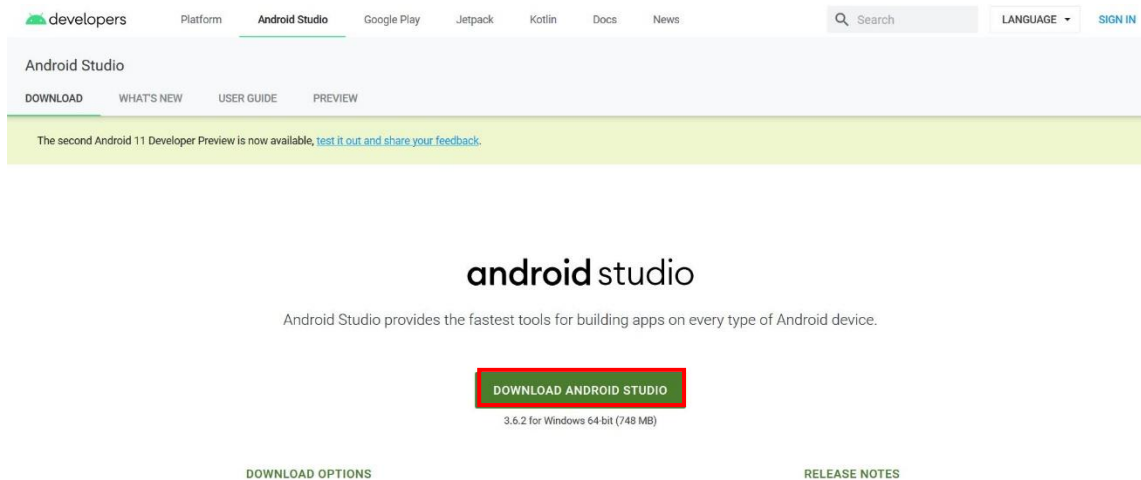 developers Platform Android Studio Google Play Jetpack Kotlin Docs News Search LANGUAGE SIGN IN
Android Studio
DOWNLOAD WHAT'S NEW USER GUIDE PREVIEW
The second Android 11 Developer Preview is now available, test it out and share your feedback.
android studio
Android Studio provides the fastest tools for building apps on every type of Android device.
DOWNLOAD ANDROID STUDIO
3.6.2 for Windows 64-bit (748 MB)
DOWNLOAD OPTIONS RELEASE NOTES